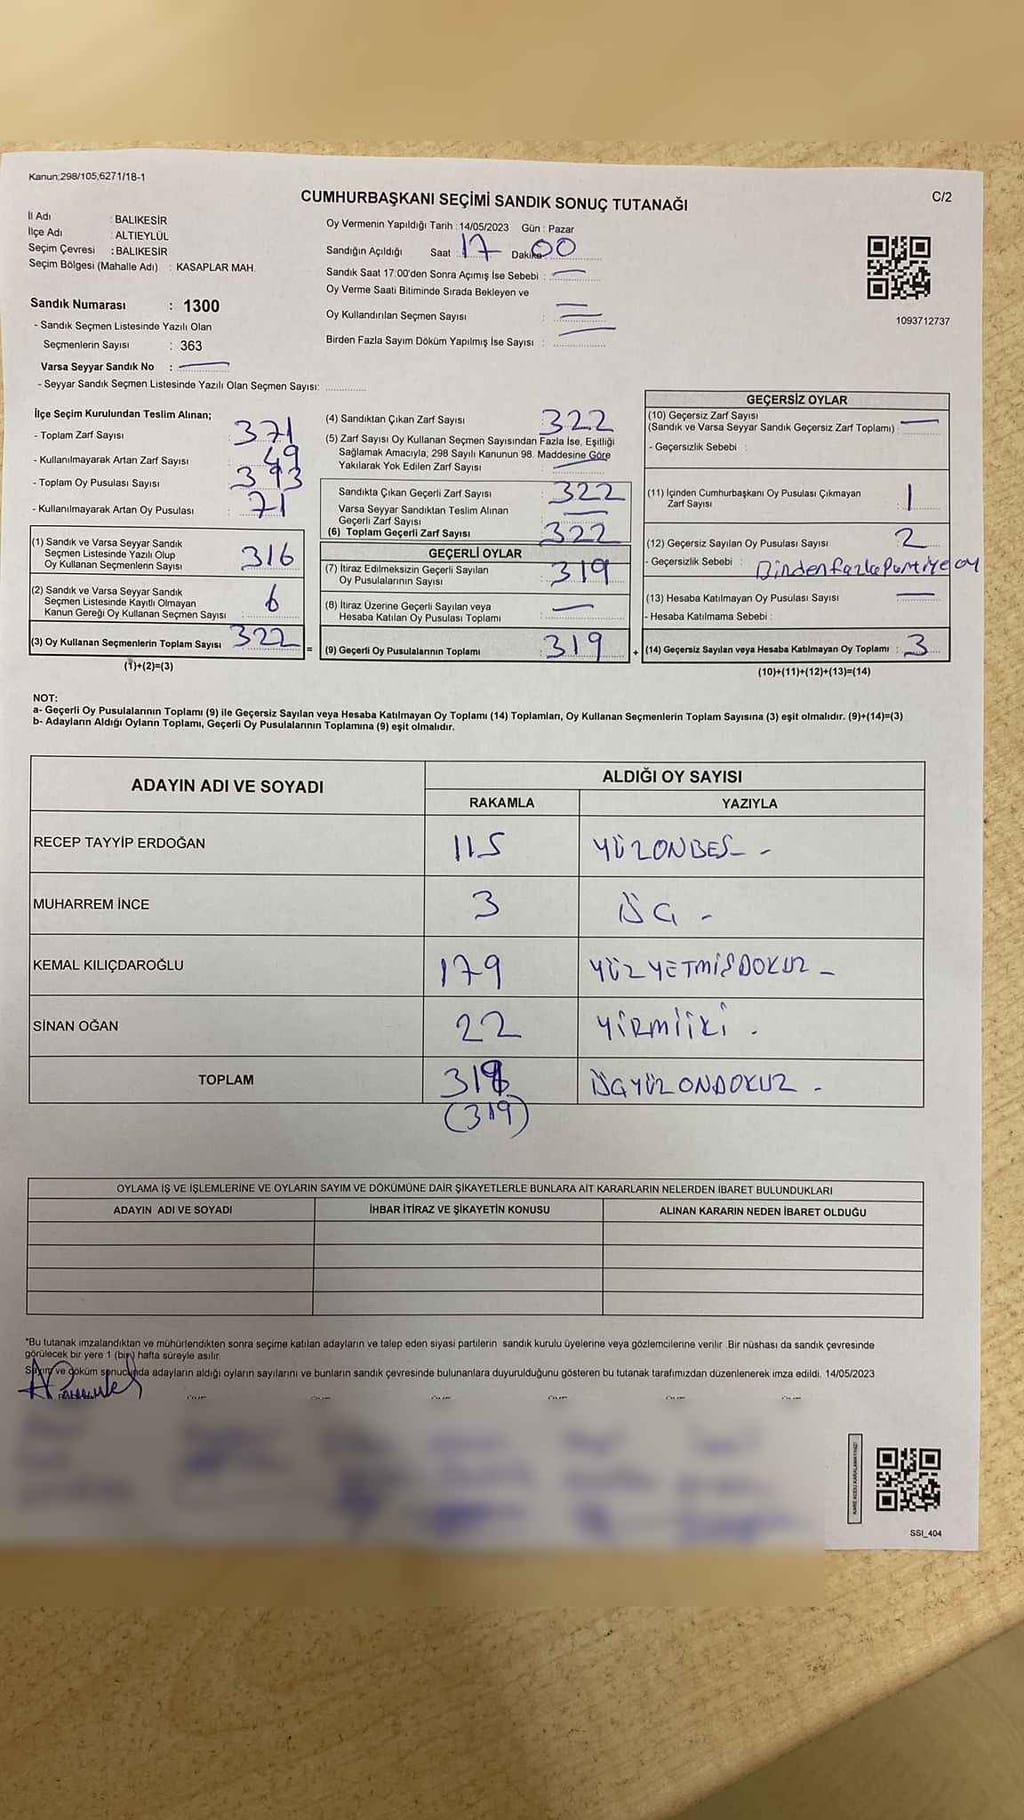 Kanun;298/105,6271/18-1
CUMHURBAŞKANI SEÇİMİ SANDIK SONUÇ TUTANAĞI
C/2
İl Adı : BALIKESİR
İlçe Adı : ALTIEYLÜL
Seçim Çevresi : BALIKESİR
Seçim Bölgesi (Mahalle Adı) : KASAPLAR MAH.
Sandık Numarası : 1300
- Sandık Seçmen Listesinde Yazılı Olan
Seçmenlerin Sayısı : 363
Varsa Seyyar Sandık No :
- Seyyar Sandık Seçmen Listesinde Yazılı Olan Seçmen Sayısı:
Oy Vermenin Yapıldığı Tarih : 14/05/2023 Gün : Pazar
Sandığın Açıldığı Saat 17 Dakika 00
Sandık Saat 17:00'den Sonra Açımış İse Sebebi : —
Oy Verme Saati Bitiminde Sırada Bekleyen ve
Oy Kullandırılan Seçmen Sayısı : —
Birden Fazla Sayım Döküm Yapılmış İse Sayısı : —
1093712737
İlçe Seçim Kurulundan Teslim Alınan;
- Toplam Zarf Sayısı 371
- Kullanılmayarak Artan Zarf Sayısı 49
- Toplam Oy Pusulası Sayısı 393
- Kullanılmayarak Artan Oy Pusulası 71
(1) Sandık ve Varsa Seyyar Sandık
Seçmen Listesinde Yazılı Olup
Oy Kullanan Seçmenlerin Sayısı 316
(2) Sandık ve Varsa Seyyar Sandık
Seçmen Listesinde Kayıtlı Olmayan
Kanun Gereği Oy Kullanan Seçmen Sayısı 6
(3) Oy Kullanan Seçmenlerin Toplam Sayısı 322
(1)+(2)=(3)
(4) Sandıktan Çıkan Zarf Sayısı 322
(5) Zarf Sayısı Oy Kullanan Seçmen Sayısından Fazla İse, Eşitliği
Sağlamak Amacıyla; 298 Sayılı Kanunun 98. Maddesine Göre
Yakılarak Yok Edilen Zarf Sayısı —
Sandıkta Çıkan Geçerli Zarf Sayısı : 322
Varsa Seyyar Sandıktan Teslim Alınan
Geçerli Zarf Sayısı : —
(6) Toplam Geçerli Zarf Sayısı : 322
GEÇERLİ OYLAR
(7) İtiraz Edilmeksizin Geçerli Sayılan
Oy Pusulalarının Sayısı : 319
(8) İtiraz Üzerine Geçerli Sayılan veya
Hesaba Katılan Oy Pusulası Toplamı : —
= (9) Geçerli Oy Pusulalarının Toplamı : 319
GEÇERSİZ OYLAR
(10) Geçersiz Zarf Sayısı
(Sandık ve Varsa Seyyar Sandık Geçersiz Zarf Toplamı) : —
- Geçersizlik Sebebi :
(11) İçinden Cumhurbaşkanı Oy Pusulası Çıkmayan
Zarf Sayısı : 1
(12) Geçersiz Sayılan Oy Pusulası Sayısı : 2
- Geçersizlik Sebebi : Birden fazla Partiye oy
(13) Hesaba Katılmayan Oy Pusulası Sayısı : —
- Hesaba Katılmama Sebebi :
+ (14) Geçersiz Sayılan veya Hesaba Katılmayan Oy Toplamı : 3
(10)+(11)+(12)+(13)=(14)
NOT:
a- Geçerli Oy Pusulalarının Toplamı (9) ile Geçersiz Sayılan veya Hesaba Katılmayan Oy Toplamı (14) Toplamları, Oy Kullanan Seçmenlerin Toplam Sayısına (3) eşit olmalıdır. (9)+(14)=(3)
b- Adayların Aldığı Oyların Toplamı, Geçerli Oy Pusulalarının Toplamına (9) eşit olmalıdır.
ADAYIN ADI VE SOYADI ALDIĞI OY SAYISI
RAKAMLA YAZIYLA
RECEP TAYYİP ERDOĞAN 115 YÜZONBEŞ -
MUHARREM İNCE 3 ÜÇ -
KEMAL KILIÇDAROĞLU 179 YÜZYETMİŞDOKUZ -
SİNAN OĞAN 22 YİRMİİKİ -
TOPLAM 319 ÜÇYÜZONDOKUZ -
(319)
OYLAMA İŞ VE İŞLEMLERİNE VE OYLARIN SAYIM VE DÖKÜMÜNE DAİR ŞİKAYETLERLE BUNLARA AİT KARARLARIN NELERDEN İBARET BULUNDUKLARI
ADAYIN ADI VE SOYADI İHBAR İTİRAZ VE ŞİKAYETİN KONUSU ALINAN KARARIN NEDEN İBARET OLDUĞU
*Bu tutanak imzalandıktan ve mühürlendikten sonra seçime katılan adayların ve talep eden siyasi partilerin sandık kurulu üyelerine veya gözlemcilerine verilir. Bir nüshası da sandık çevresinde
görülecek bir yere 1 (bir) hafta süreyle asılır.
Sayım ve döküm sonucunda adayların aldığı oyların sayılarını ve bunların sandık çevresinde bulunanlara duyurulduğunu gösteren bu tutanak tarafımızdan düzenlenerek imza edildi. 14/05/2023
SSI_404